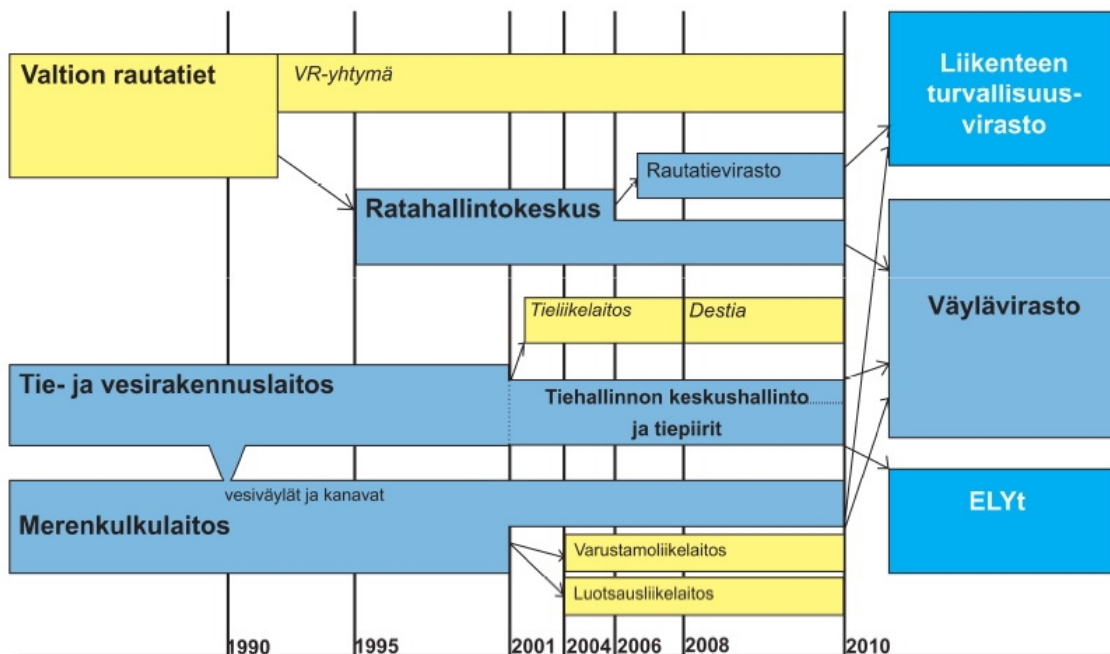 Valtion rautatiet
VR-yhtymä
Liikenteen
turvallisuus-
virasto
Rautatievirasto
Ratahallintokeskus
Väylävirasto
Tieliikelaitos
Destia
Tie- ja vesirakennuslaitos
Tiehallinnon keskushallinto
ja tiepiirit
vesiväylät ja kanavat
Merenkulkulaitos
ELYt
Varustamoliikelaitos
Luotsausliikelaitos
1990
1995
2001
2004
2006
2008
2010